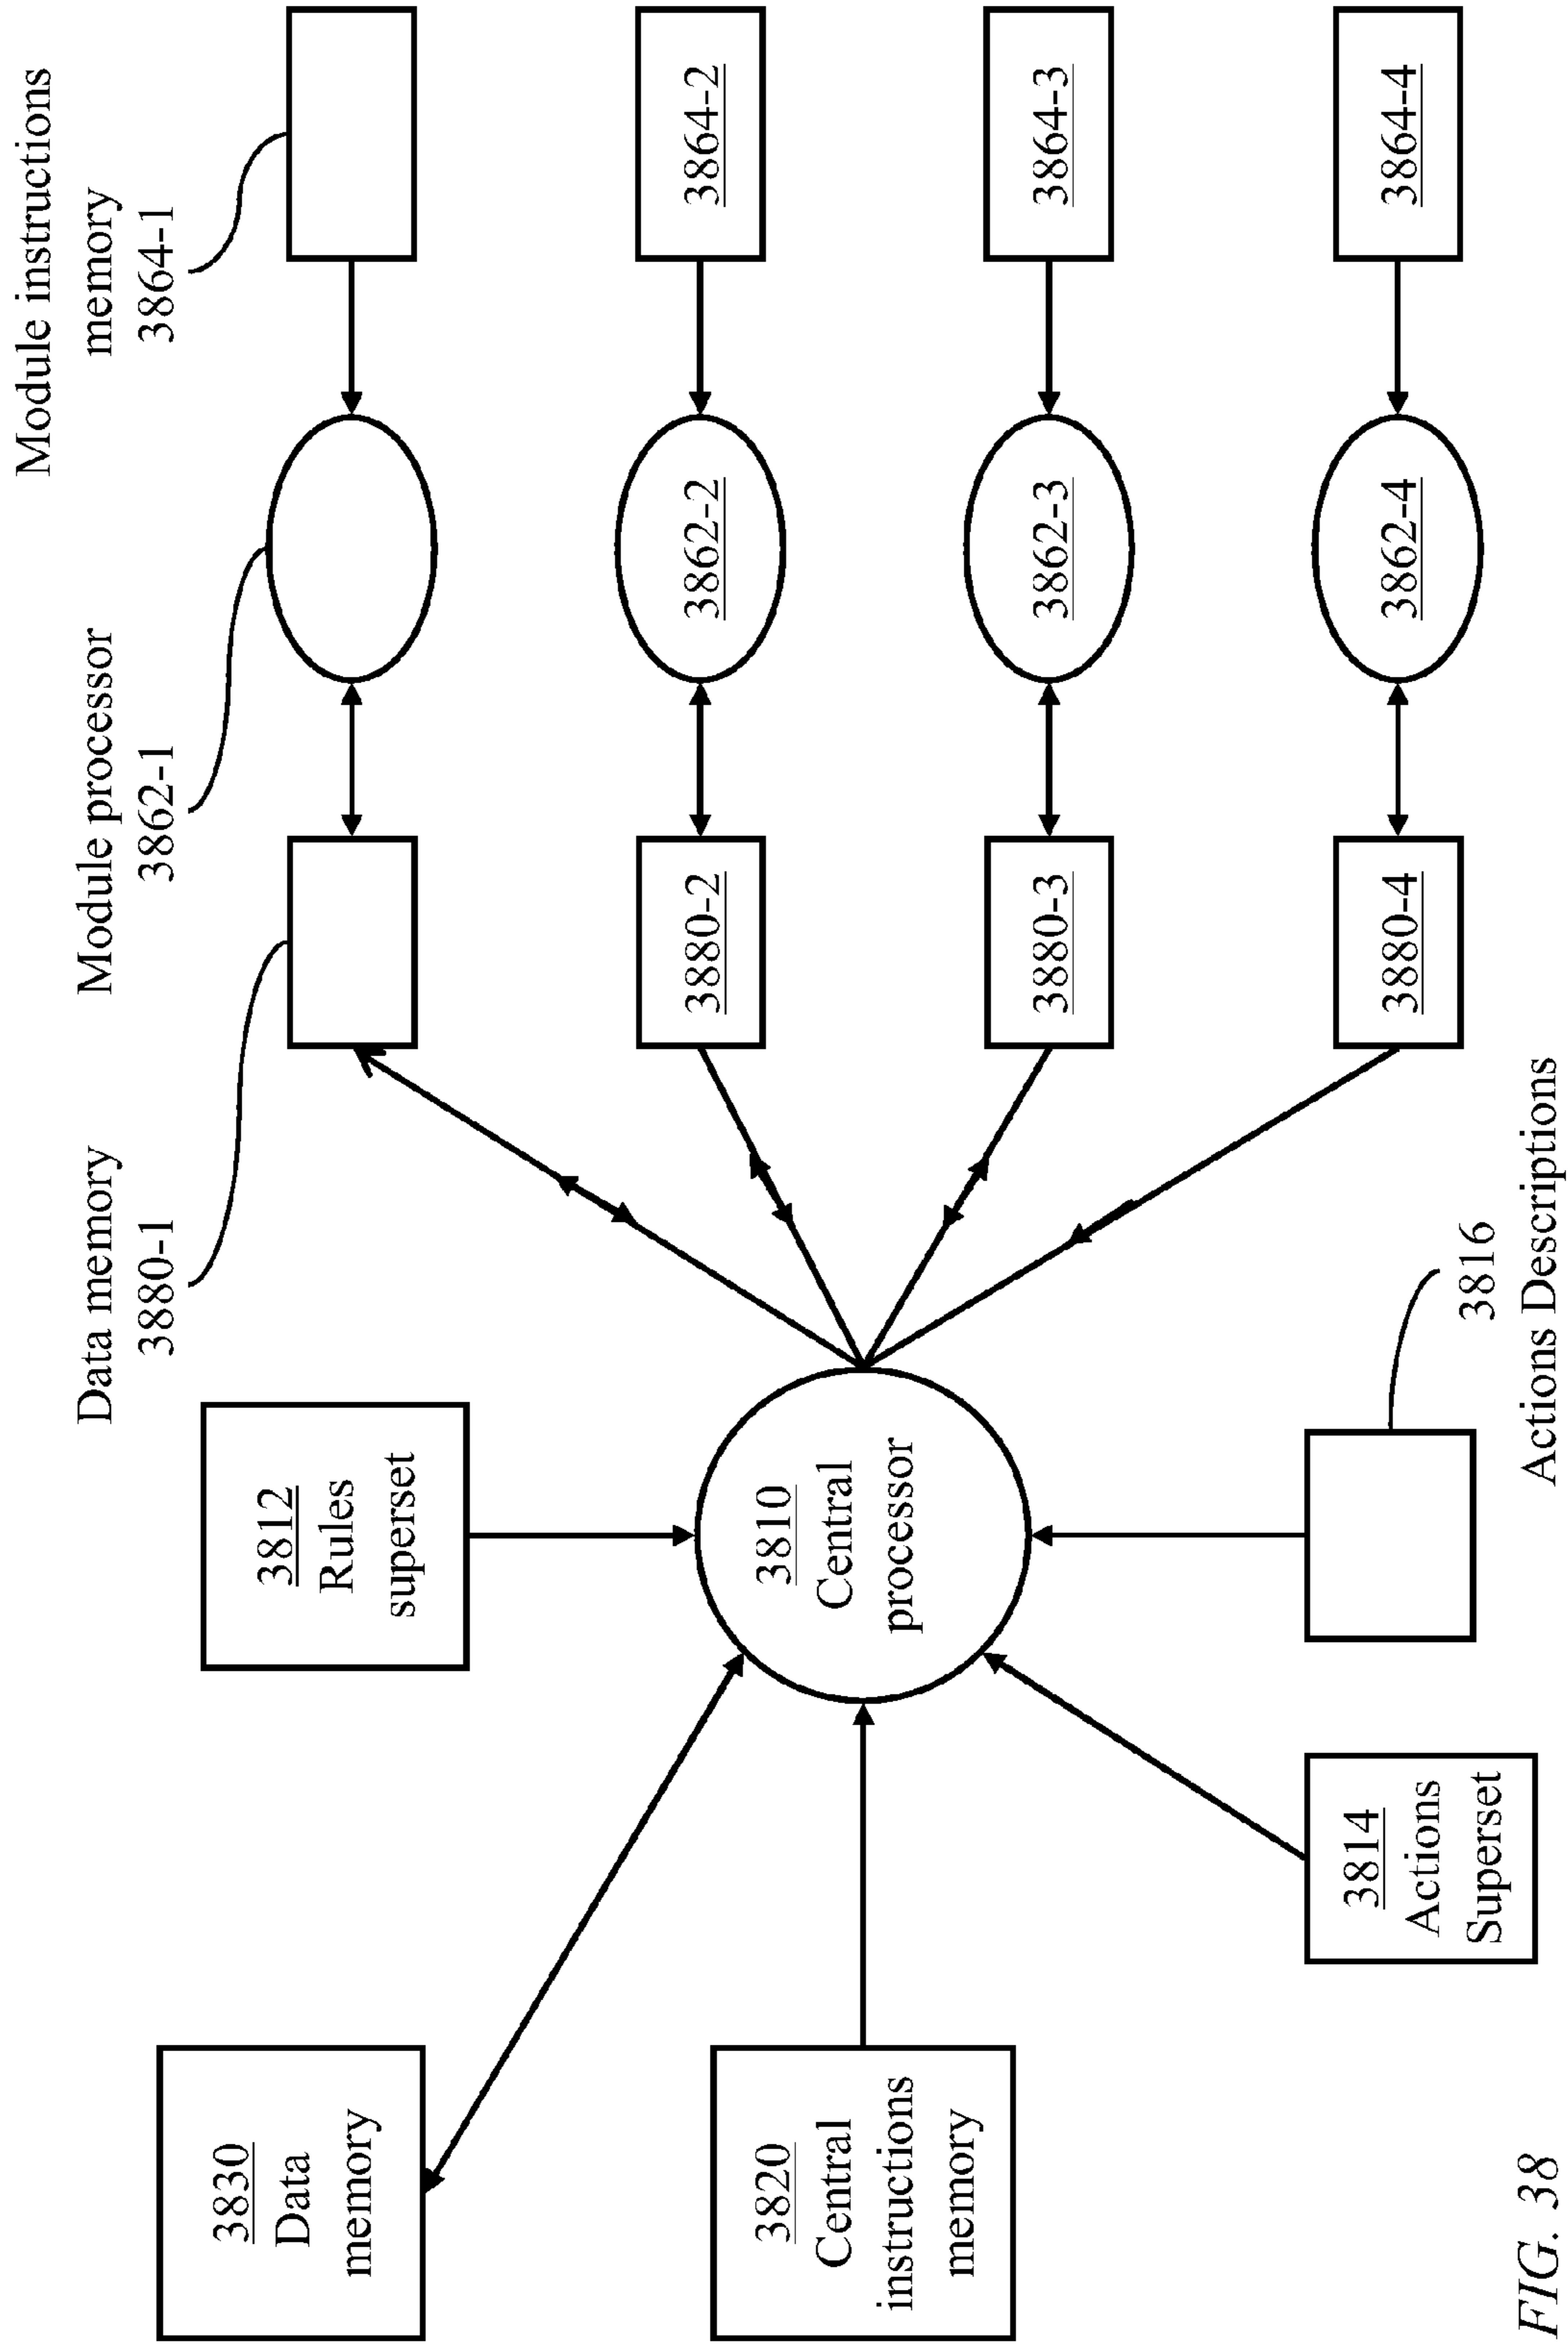 Module instructions
memory
3864-1
Module processor
3862-1
Data memory
3880-1
3864-2
3862-2
3880-2
3864-3
3862-3
3880-3
3864-4
3862-4
3880-4
3812
Rules
superset
3810
Central
processor
3816
Actions Descriptions
3830
Data
memory
3820
Central
instructions
memory
3814
Actions
Superset
FIG. 38